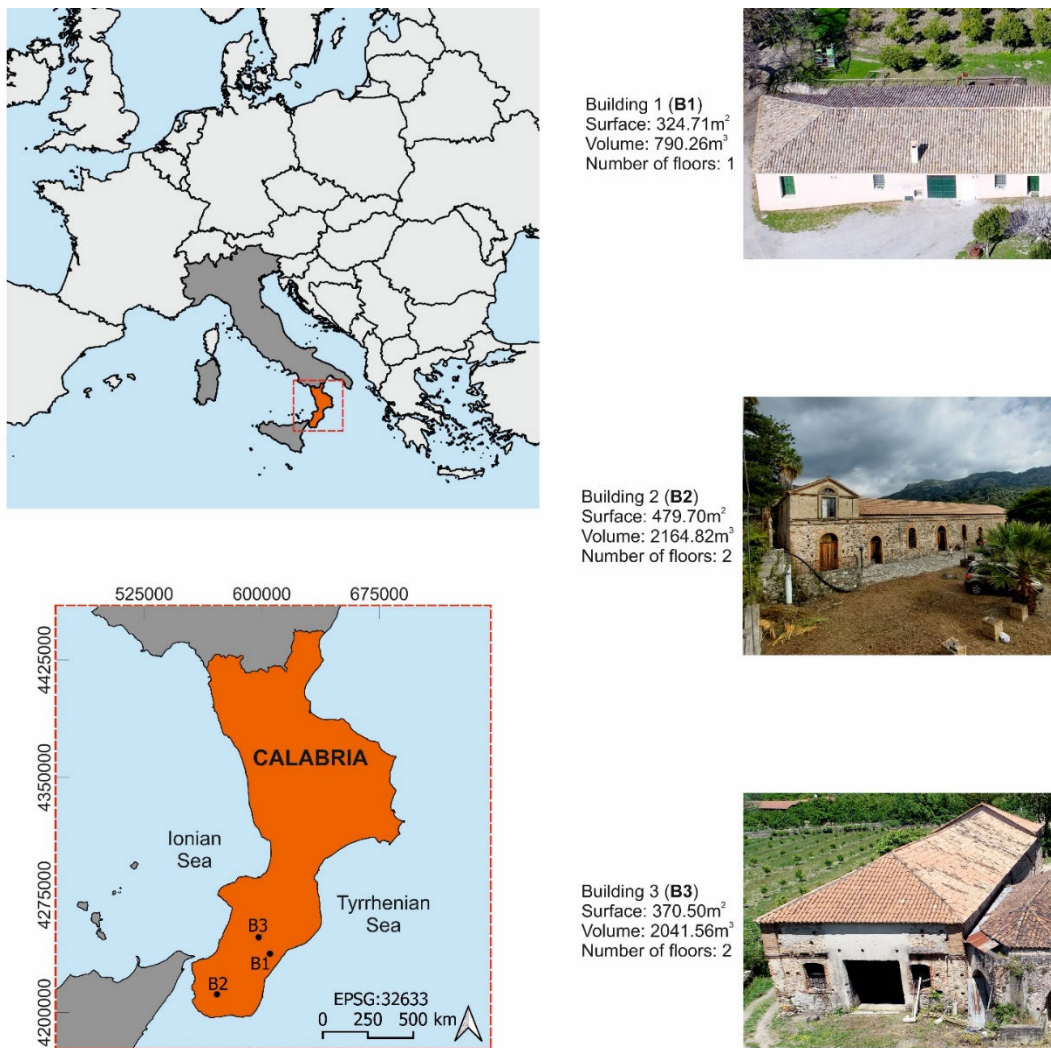 Building 1 (B1)
Surface: 324.71m²
Volume: 790.26m³
Number of floors: 1
Building 2 (B2)
Surface: 479.70m²
Volume: 2164.82m³
Number of floors: 2
525000 600000 675000
4425000
4350000
4275000
4200000
CALABRIA
Ionian
Sea
Tyrrhenian
Sea
B3
B1
B2
EPSG:32633
0 250 500 km
Building 3 (B3)
Surface: 370.50m²
Volume: 2041.56m³
Number of floors: 2